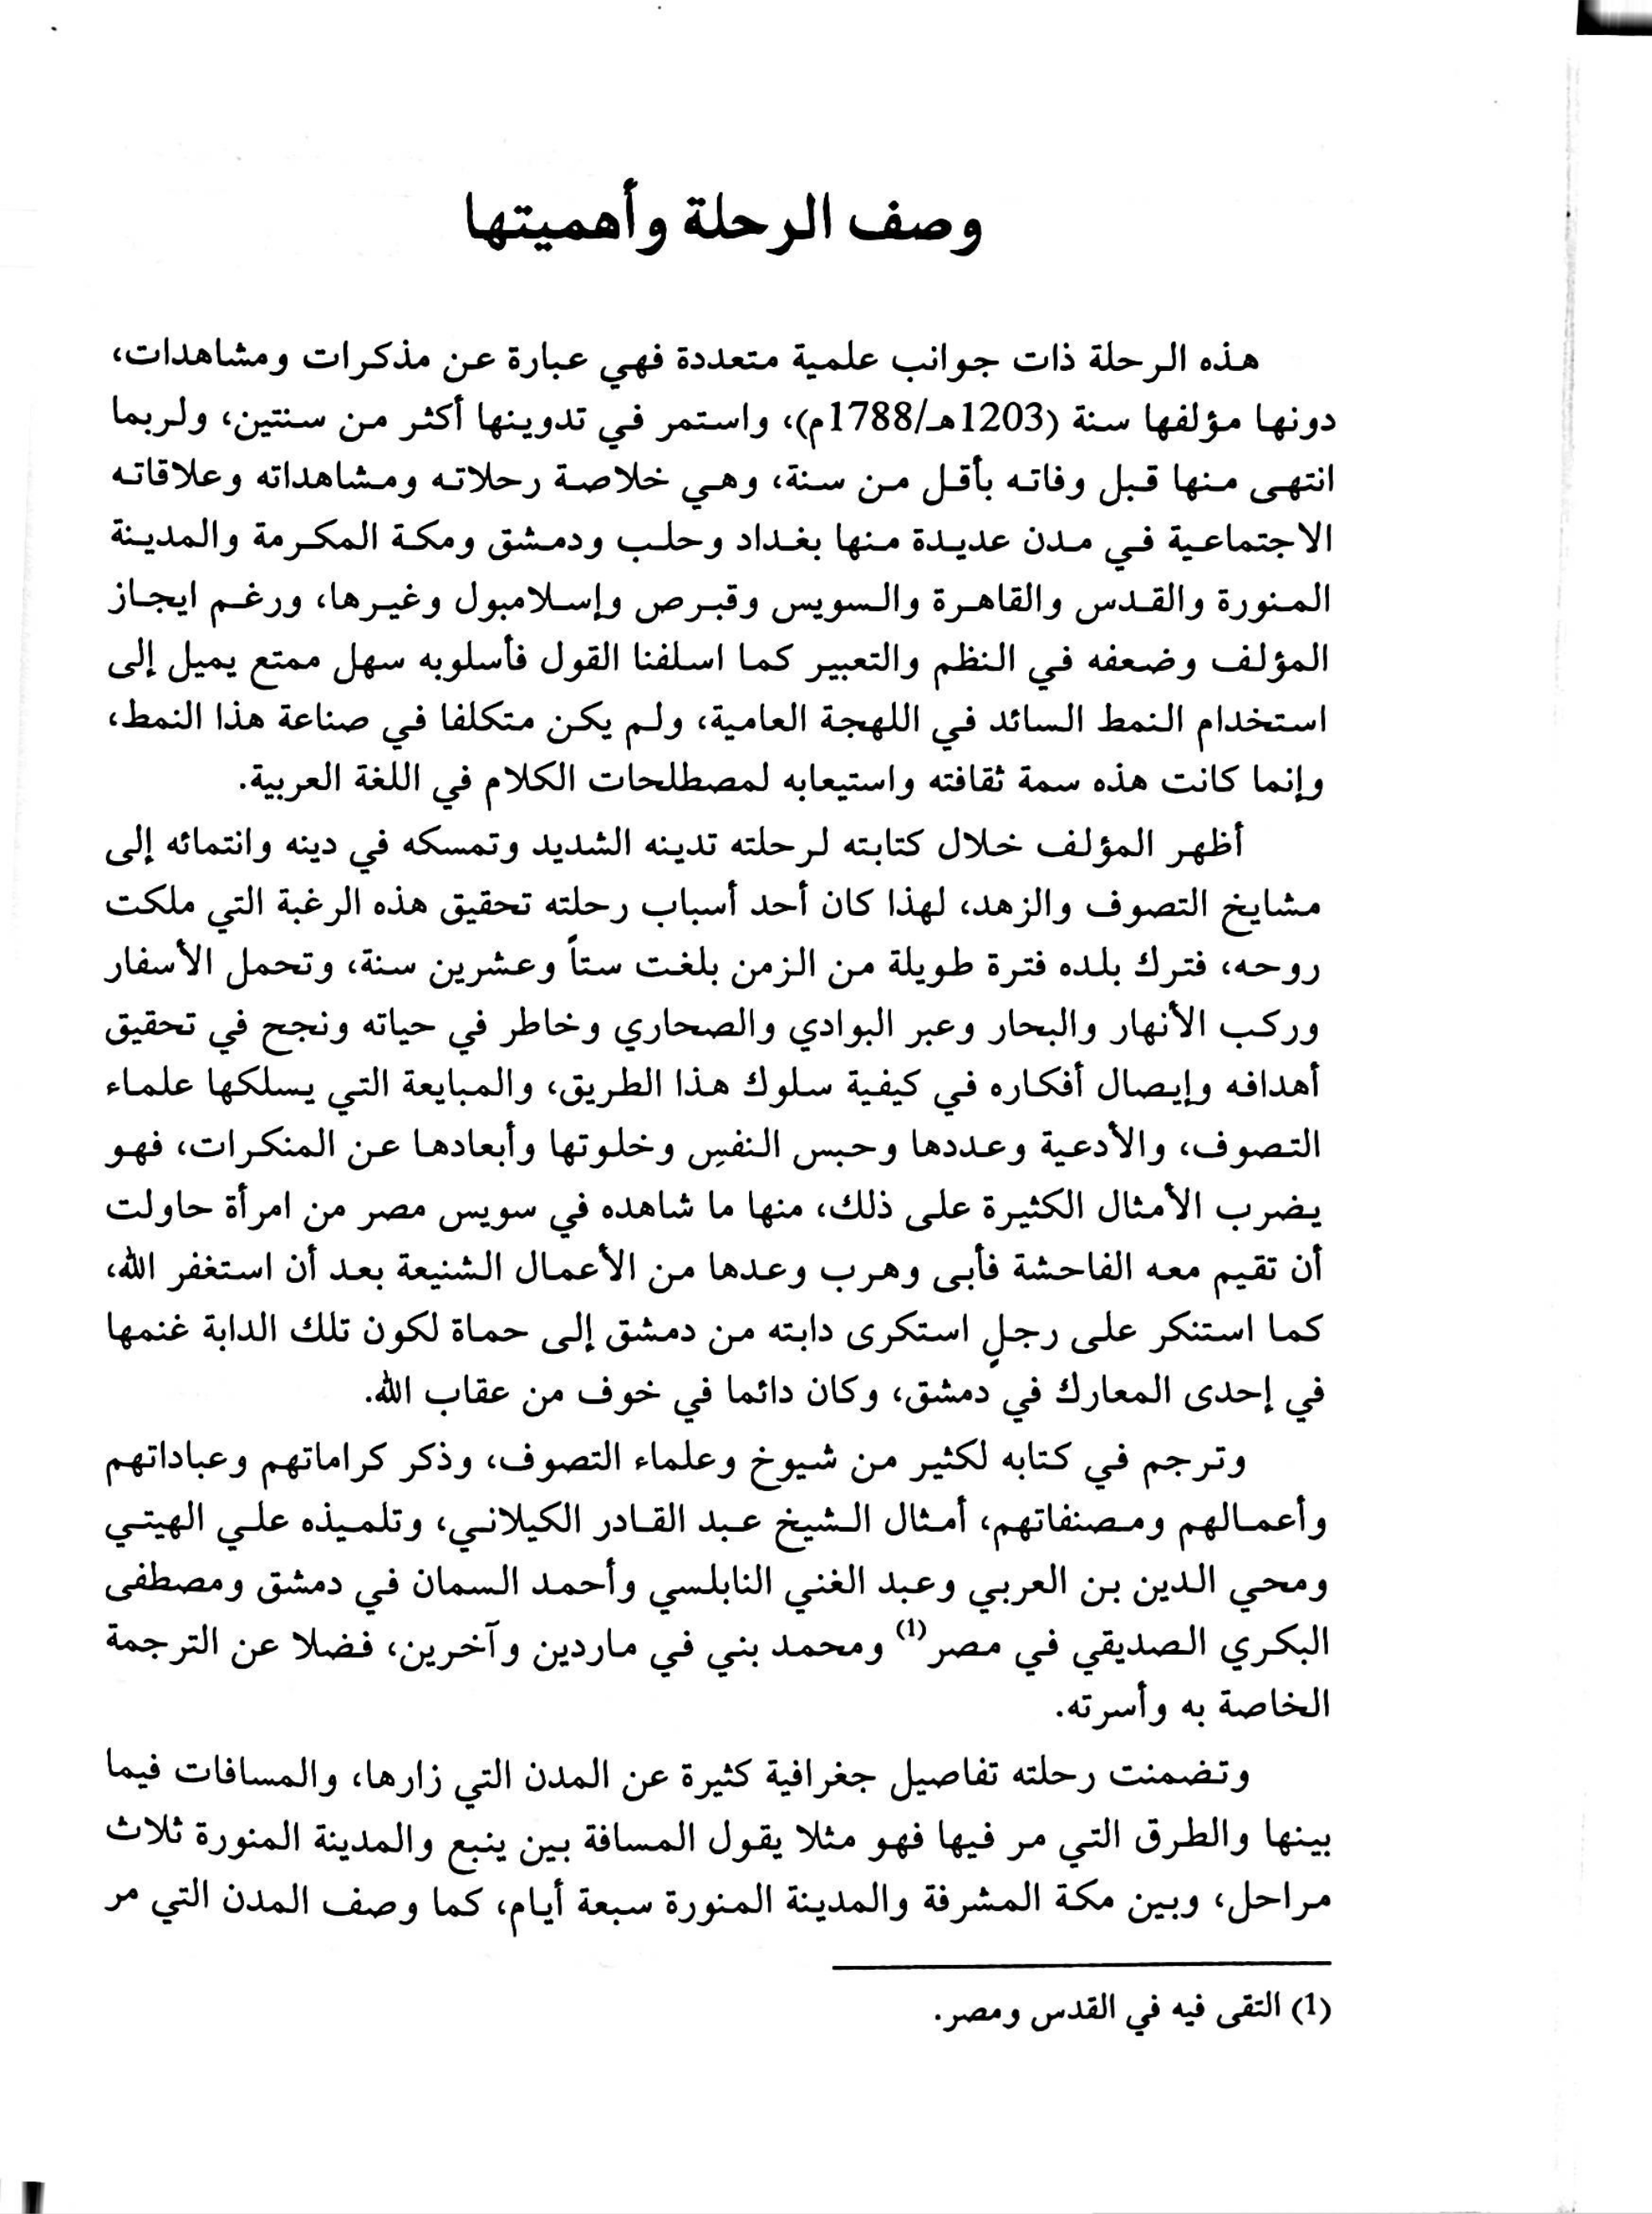 وصف الرحلة وأهميتها
هذه الرحلة ذات جوانب علمية متعددة فهي عبارة عن مذكرات ومشاهدات،
دونها مؤلفها سنة (1203هـ/1788م)، واستمر في تدوينها أكثر من سنتين، ولربما
انتهى منها قبل وفاته بأقل من سنة، وهي خلاصة رحلاته ومشاهداته وعلاقاته
الاجتماعية في مدن عديدة منها بغداد وحلب ودمشق ومكة المكرمة والمدينة
المنورة والقدس والقاهرة والسويس وقبرص وإسلامبول وغيرها، ورغم ايجاز
المؤلف وضعفه في النظم والتعبير كما اسلفنا القول فأسلوبه سهل ممتع يميل إلى
استخدام النمط السائد في اللهجة العامية، ولم يكن متكلفا في صناعة هذا النمط،
وإنما كانت هذه سمة ثقافته واستيعابه لمصطلحات الكلام في اللغة العربية.
أظهر المؤلف خلال كتابته لرحلته تدينه الشديد وتمسكه في دينه وانتمائه إلى
مشايخ التصوف والزهد، لهذا كان أحد أسباب رحلته تحقيق هذه الرغبة التي ملكت
روحه، فترك بلده فترة طويلة من الزمن بلغت ستاً وعشرين سنة، وتحمل الأسفار
وركب الأنهار والبحار وعبر البوادي والصحاري وخاطر في حياته ونجح في تحقيق
أهدافه وإيصال أفكاره في كيفية سلوك هذا الطريق، والمبايعة التي يسلكها علماء
التصوف، والأدعية وعددها وحبس النفسِ وخلوتها وأبعادها عن المنكرات، فهو
يضرب الأمثال الكثيرة على ذلك، منها ما شاهده في سويس مصر من امرأة حاولت
أن تقيم معه الفاحشة فأبى وهرب وعدها من الأعمال الشنيعة بعد أن استغفر الله،
كما استنكر على رجلٍ استكرى دابته من دمشق إلى حماة لكون تلك الدابة غنمها
في إحدى المعارك في دمشق، وكان دائما في خوف من عقاب الله.
وترجم في كتابه لكثير من شيوخ وعلماء التصوف، وذكر كراماتهم وعباداتهم
وأعمالهم ومصنفاتهم، أمثال الشيخ عبد القادر الكيلاني، وتلميذه علي الهيتي
ومحي الدين بن العربي وعبد الغني النابلسي وأحمد السمان في دمشق ومصطفى
البكري الصديقي في مصر(1) ومحمد بني في ماردين وآخرين، فضلا عن الترجمة
الخاصة به وأسرته.
وتضمنت رحلته تفاصيل جغرافية كثيرة عن المدن التي زارها، والمسافات فيما
بينها والطرق التي مر فيها فهو مثلا يقول المسافة بين ينبع والمدينة المنورة ثلاث
مراحل، وبين مكة المشرفة والمدينة المنورة سبعة أيام، كما وصف المدن التي مر
(1) التقى فيه في القدس ومصر.